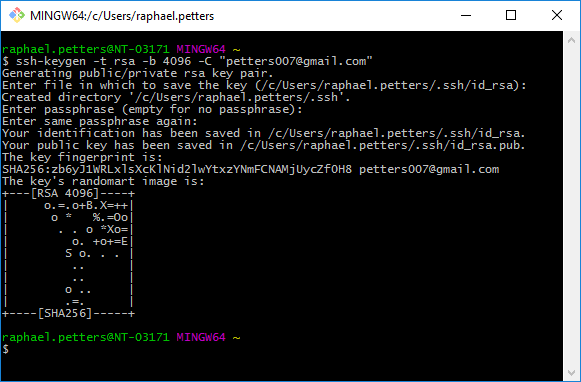 MINGW64:/c/Users/raphael.petters
raphael.petters@NT-03171 MINGW64 ~
$ ssh-keygen -t rsa -b 4096 -C "petters007@gmail.com"
Generating public/private rsa key pair.
Enter file in which to save the key (/c/Users/raphael.petters/.ssh/id_rsa):
Created directory '/c/Users/raphael.petters/.ssh'.
Enter passphrase (empty for no passphrase):
Enter same passphrase again:
Your identification has been saved in /c/Users/raphael.petters/.ssh/id_rsa.
Your public key has been saved in /c/Users/raphael.petters/.ssh/id_rsa.pub.
The key fingerprint is:
SHA256:zb6yJ1WRLxlsXcKlNid2lwYtxzYNmFCNAMjUycZfOH8 petters007@gmail.com
The key's randomart image is:
+---[RSA 4096]----+
|     o.=.o+B.X=++|
|      o *   %.=Oo|
|       . . o *Xo=|
|         o. +o+=E|
|        S o. . . |
|         ..      |
|         ..      |
|        o ..     |
|        .=.      |
+----[SHA256]-----+
raphael.petters@NT-03171 MINGW64 ~
$